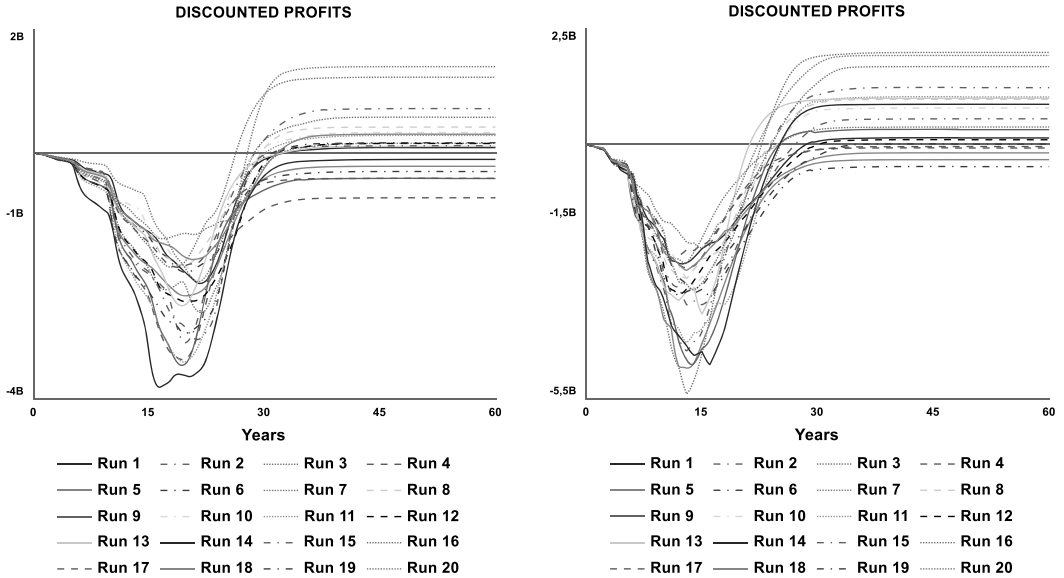 DISCOUNTED PROFITS
2B
-1B
-4B
0 15 30 45 60
Years
Run 1 Run 2 Run 3 Run 4
Run 5 Run 6 Run 7 Run 8
Run 9 Run 10 Run 11 Run 12
Run 13 Run 14 Run 15 Run 16
Run 17 Run 18 Run 19 Run 20
DISCOUNTED PROFITS
2,5B
-1,5B
-5,5B
0 15 30 45 60
Years
Run 1 Run 2 Run 3 Run 4
Run 5 Run 6 Run 7 Run 8
Run 9 Run 10 Run 11 Run 12
Run 13 Run 14 Run 15 Run 16
Run 17 Run 18 Run 19 Run 20